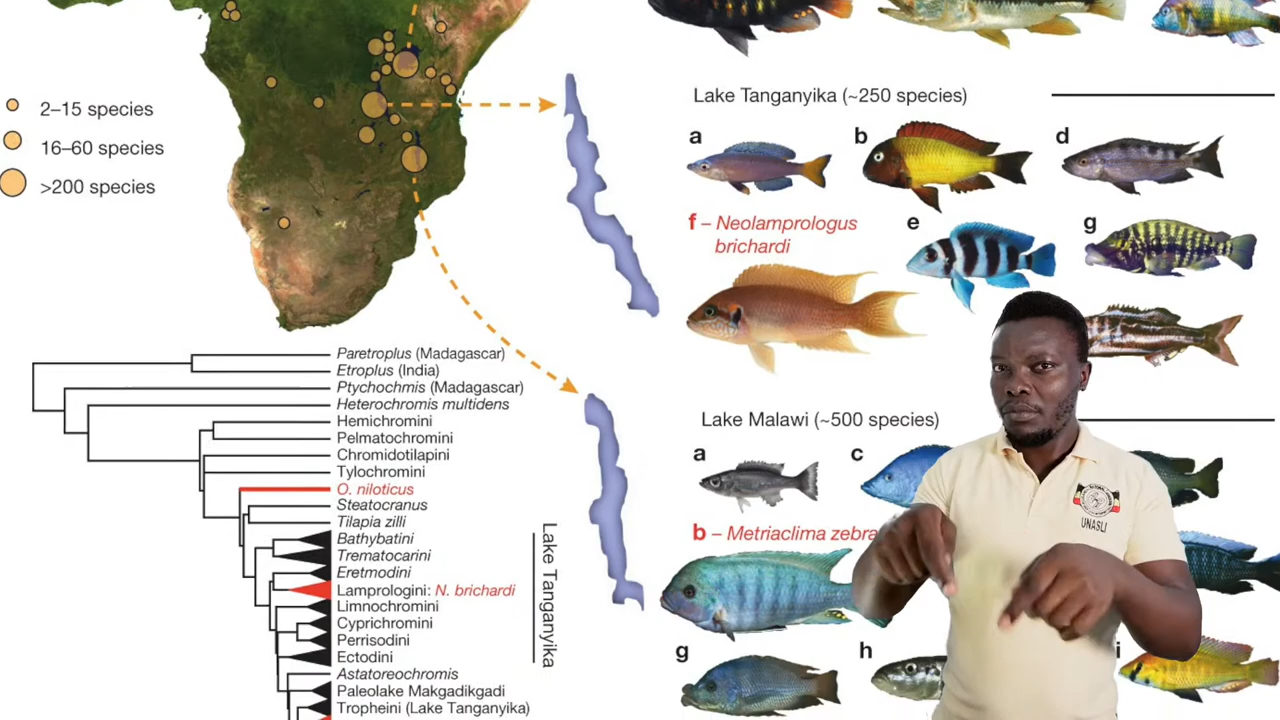 2–15 species
16–60 species
>200 species
Lake Tanganyika (~250 species)
a
b
d
f – Neolamprologus
brichardi
e
g
Lake Malawi (~500 species)
a
c
b – Metriaclima zebra
g
h
i
UNASLI
Paretroplus (Madagascar)
Etroplus (India)
Ptychochmis (Madagascar)
Heterochromis multidens
Hemichromini
Pelmatochromini
Chromidotilapini
Tylochromini
O. niloticus
Steatocranus
Tilapia zilli
Bathybatini
Trematocarini
Eretmodini
Lamprologini: N. brichardi
Limnochromini
Cyprichromini
Perrisodini
Ectodini
Astatoreochromis
Paleolake Makgadikgadi
Tropheini (Lake Tanganyika)
Lake Tanganyika